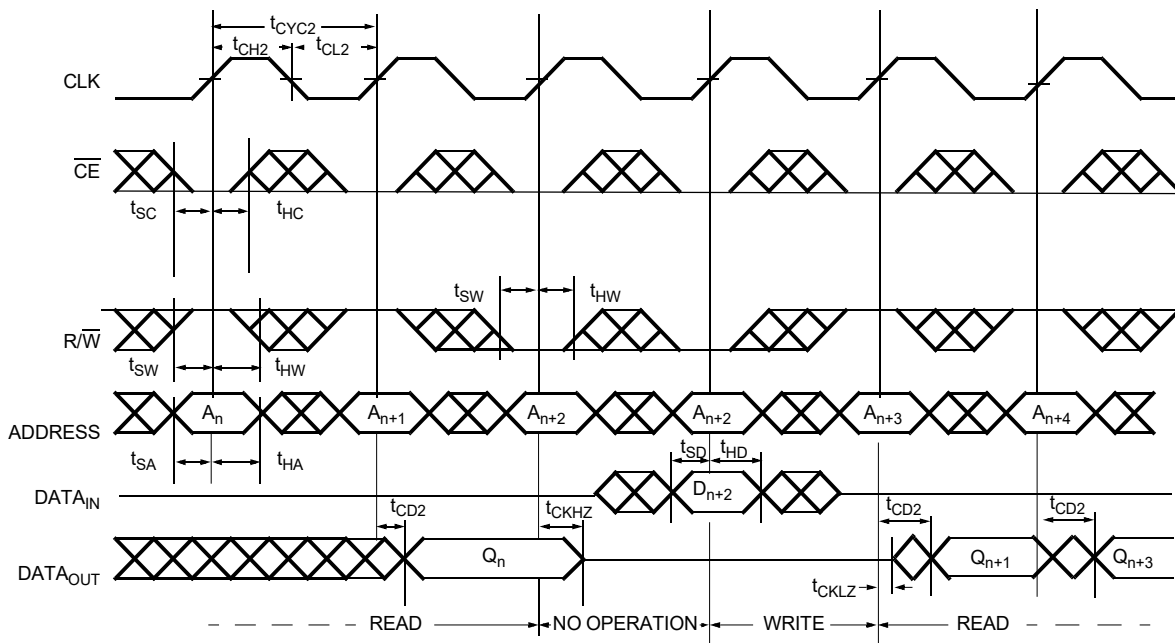 tCYC2
tCH2 tCL2
CLK
CE
tSC tHC
tSW tHW
R/W
tSW tHW
An An+1 An+2 An+2 An+3 An+4
ADDRESS
tSA tHA tSD tHD
DATAIN Dn+2
tCD2 tCKHZ tCD2 tCD2
DATAOUT Qn Qn+1 Qn+3
tCKLZ
READ NO OPERATION WRITE READ